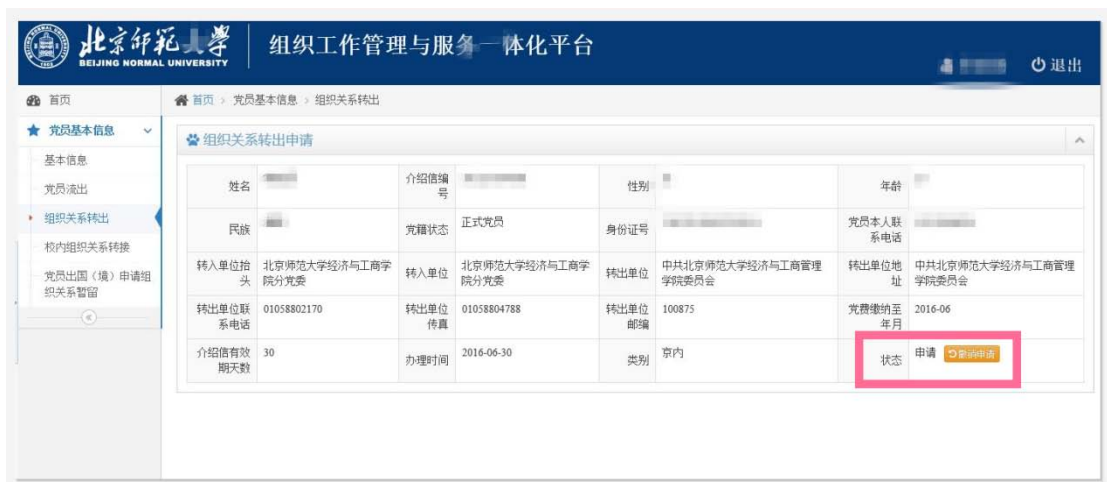 北京师范大学
BEIJING NORMAL UNIVERSITY
组织工作管理与服务一体化平台
退出
首页
首页 > 党员基本信息 > 组织关系转出
党员基本信息
基本信息
党员流出
组织关系转出
校内组织关系转接
党员出国（境）申请组
织关系暂留
组织关系转出申请
姓名
介绍信编
号
性别
年龄
民族
党籍状态 正式党员
身份证号
党员本人联
系电话
转入单位抬
头
北京师范大学经济与工商学
院分党委
转入单位
北京师范大学经济与工商学
院分党委
转出单位
中共北京师范大学经济与工商管理
学院委员会
转出单位地
址
中共北京师范大学经济与工商管理
学院委员会
转出单位联
系电话
01058802170
转出单位
传真
01058804788
转出单位
邮编
100875
党费缴纳至
年月
2016-06
介绍信有效
期天数
30
办理时间 2016-06-30
类别 京内
状态 申请 撤销申请